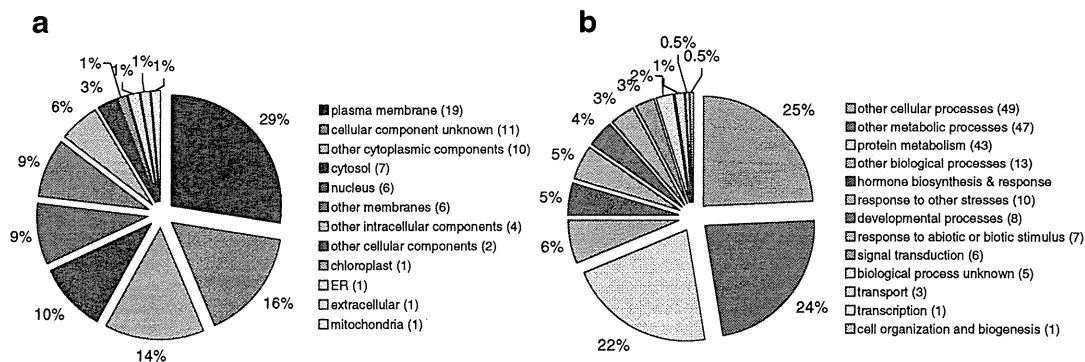 a
29%
16%
14%
10%
9%
9%
6%
3%
1%
1%
1%
1%
plasma membrane (19)
cellular component unknown (11)
other cytoplasmic components (10)
cytosol (7)
nucleus (6)
other membranes (6)
other intracellular components (4)
other cellular components (2)
chloroplast (1)
ER (1)
extracellular (1)
mitochondria (1)
b
25%
24%
22%
6%
5%
5%
4%
3%
3%
2%
1%
0.5%
0.5%
other cellular processes (49)
other metabolic processes (47)
protein metabolism (43)
other biological processes (13)
hormone biosynthesis & response
response to other stresses (10)
developmental processes (8)
response to abiotic or biotic stimulus (7)
signal transduction (6)
biological process unknown (5)
transport (3)
transcription (1)
cell organization and biogenesis (1)